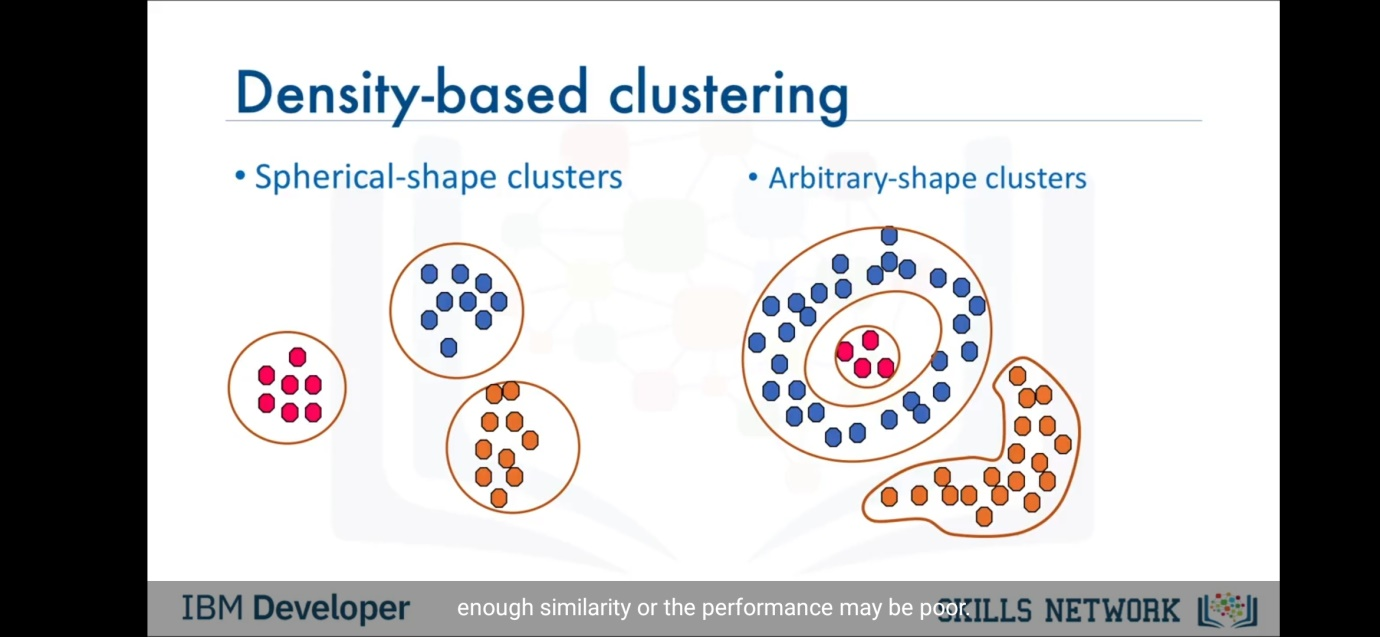 Density-based clustering
• Spherical-shape clusters
• Arbitrary-shape clusters
IBM Developer
enough similarity or the performance may be poor.
SKILLS NETWORK